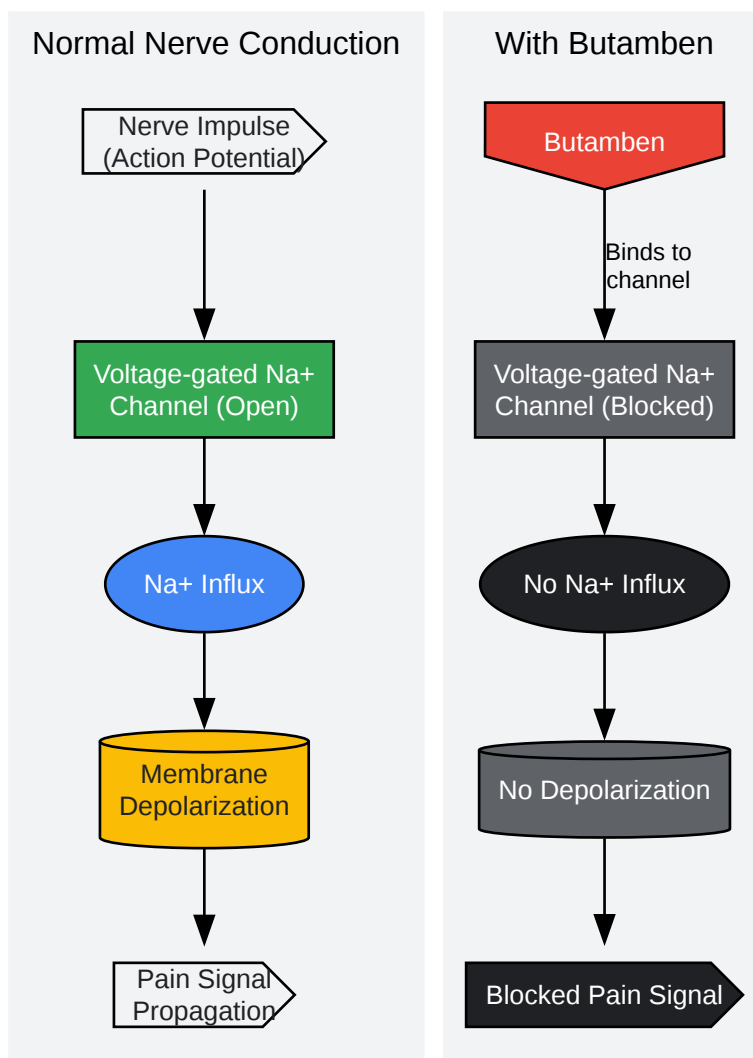 Normal Nerve Conduction
Nerve Impulse
(Action Potential)
Voltage-gated Na+
Channel (Open)
Na+ Influx
Membrane
Depolarization
Pain Signal
Propagation
With Butamben
Butamben
Binds to
channel
Voltage-gated Na+
Channel (Blocked)
No Na+ Influx
No Depolarization
Blocked Pain Signal